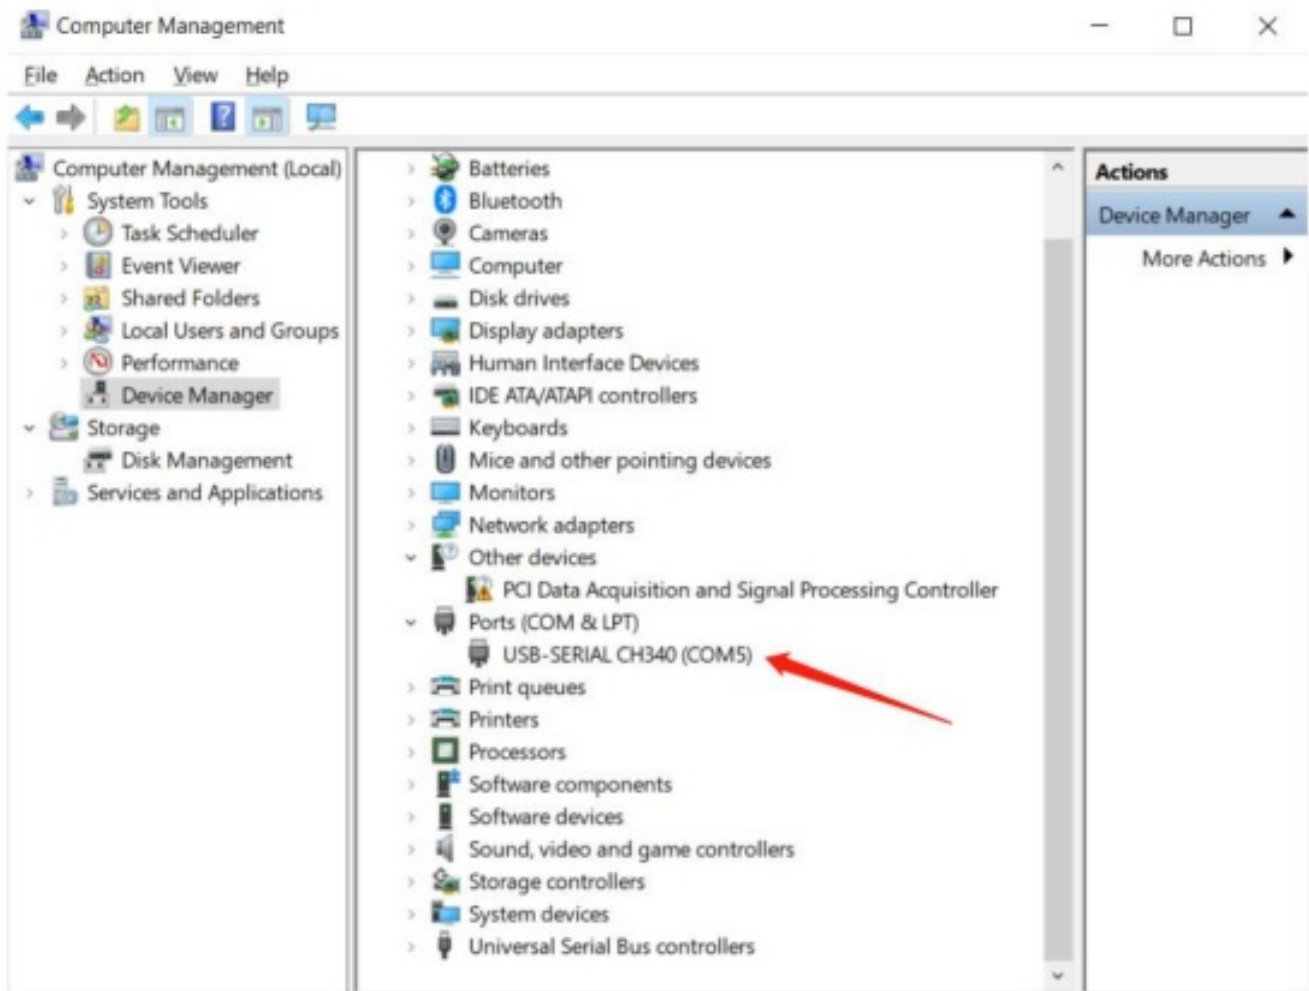 Computer Management
File Action View Help
Computer Management (Local)
System Tools
Task Scheduler
Event Viewer
Shared Folders
Local Users and Groups
Performance
Device Manager
Storage
Disk Management
Services and Applications
Batteries
Bluetooth
Cameras
Computer
Disk drives
Display adapters
Human Interface Devices
IDE ATA/ATAPI controllers
Keyboards
Mice and other pointing devices
Monitors
Network adapters
Other devices
PCI Data Acquisition and Signal Processing Controller
Ports (COM & LPT)
USB-SERIAL CH340 (COM5)
Print queues
Printers
Processors
Software components
Software devices
Sound, video and game controllers
Storage controllers
System devices
Universal Serial Bus controllers
Actions
Device Manager
More Actions